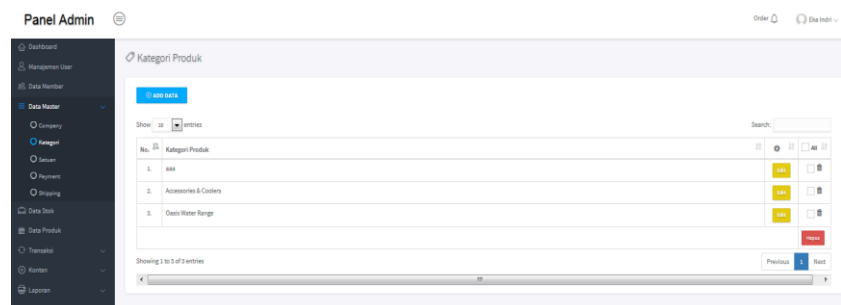 Panel Admin
Order
Eka Indri
Dashboard
Manajemen User
Data Member
Data Master
Company
Kategori
Satuan
Payment
Shipping
Data Stok
Data Produk
Transaksi
Konten
Laporan
Kategori Produk
ADD DATA
Show 10 entries
Search:
No. Kategori Produk All
1. aaa Edit
2. Accessories & Coolers Edit
3. Oasis Water Range Edit
Hapus
Showing 1 to 3 of 3 entries
Previous 1 Next